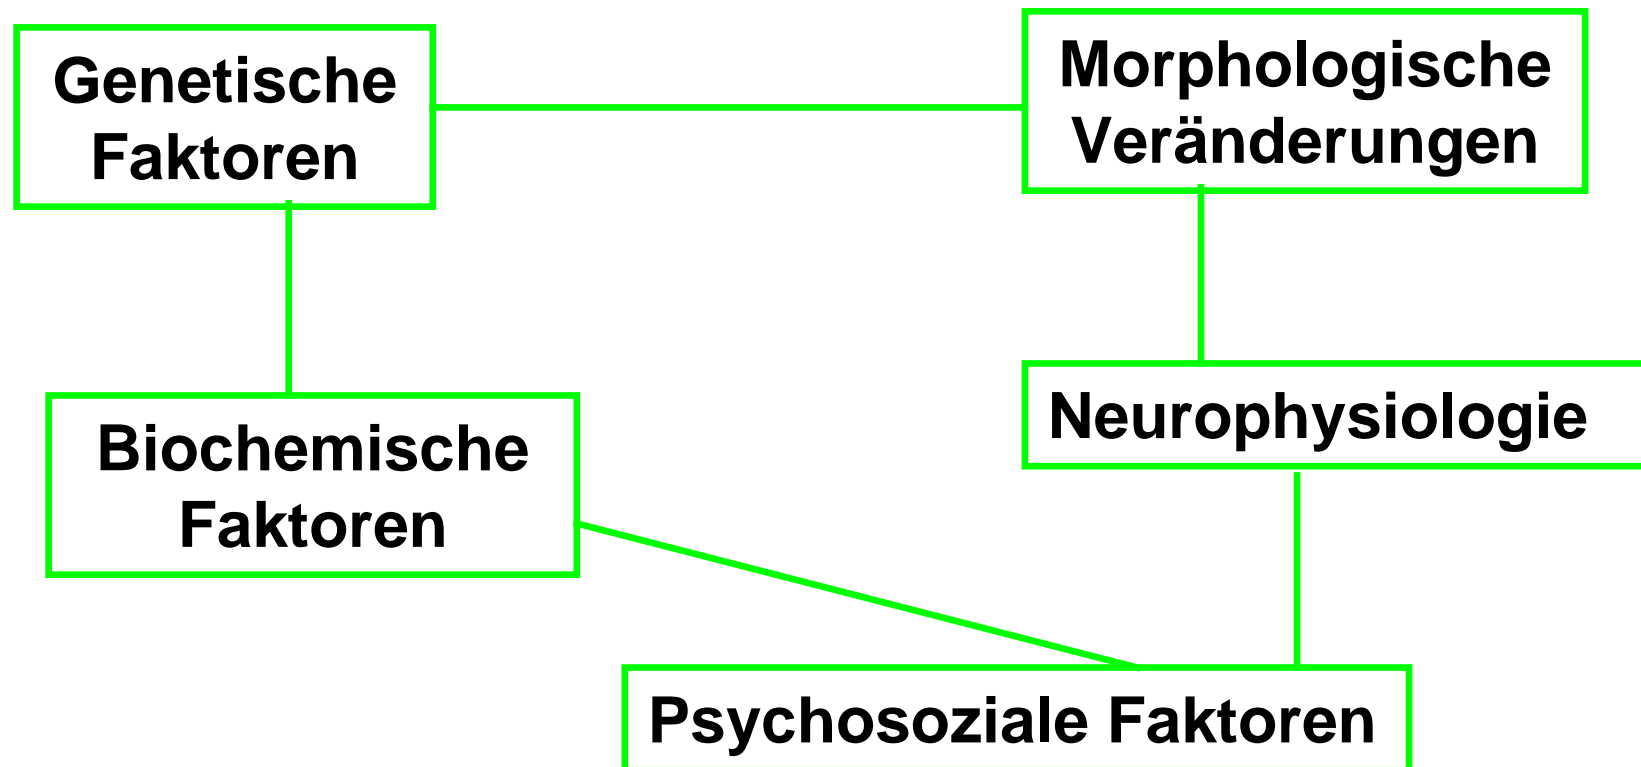 Genetische
Faktoren
Morphologische
Veränderungen
Biochemische
Faktoren
Neurophysiologie
Psychosoziale Faktoren